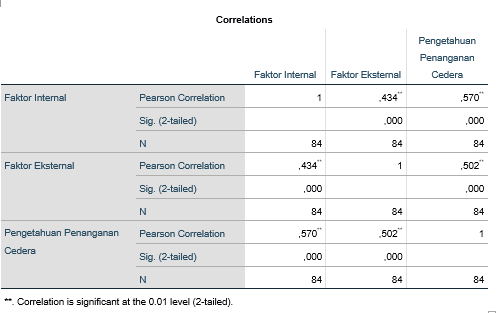 Correlations
Pengetahuan
Penanganan
Faktor Internal Faktor Eksternal Cedera
Faktor Internal Pearson Correlation 1 ,434** ,570**
Sig. (2-tailed) ,000 ,000
N 84 84 84
Faktor Eksternal Pearson Correlation ,434** 1 ,502**
Sig. (2-tailed) ,000 ,000
N 84 84 84
Pengetahuan Penanganan Pearson Correlation ,570** ,502** 1
Cedera
Sig. (2-tailed) ,000 ,000
N 84 84 84
**. Correlation is significant at the 0.01 level (2-tailed).